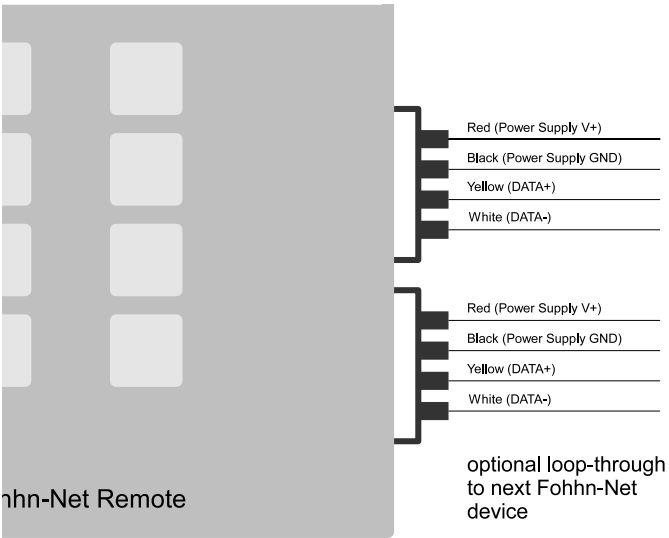 Red (Power Supply V+)
Black (Power Supply GND)
Yellow (DATA+)
White (DATA-)
Red (Power Supply V+)
Black (Power Supply GND)
Yellow (DATA+)
White (DATA-)
optional loop-through
to next Fohhn-Net
device
hhn-Net Remote